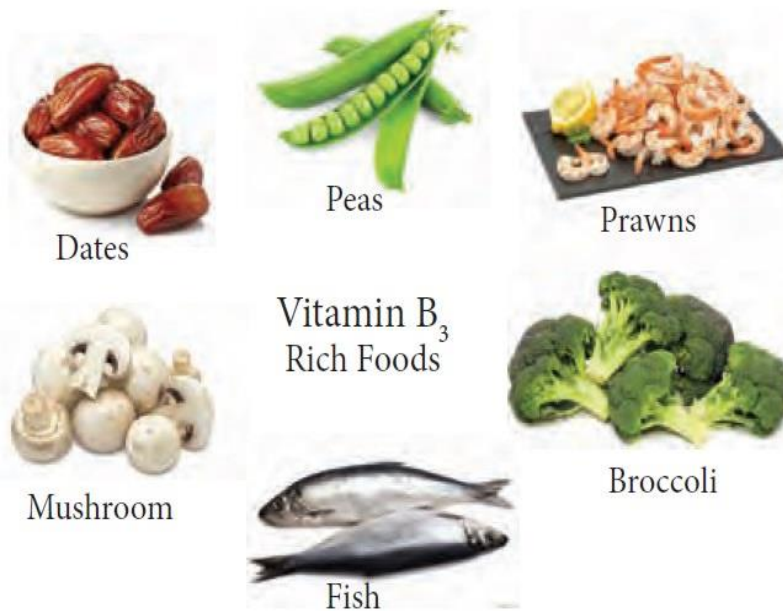 Peas
Prawns
Dates
Vitamin B₃
Rich Foods
Broccoli
Mushroom
Fish